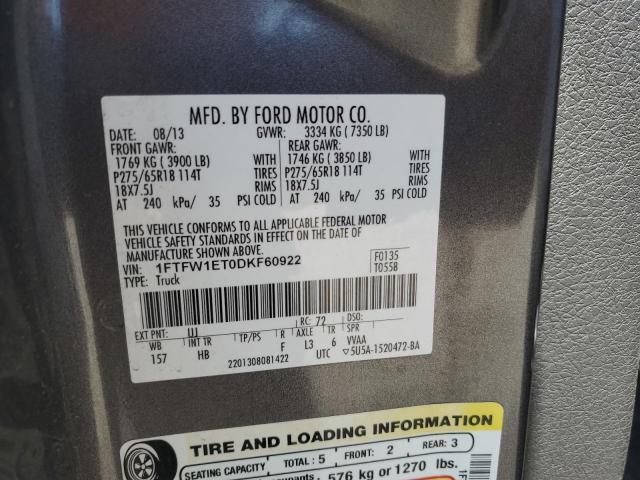 MFD. BY FORD MOTOR CO.
DATE: 08/13 GVWR: 3334 KG ( 7350 LB)
FRONT GAWR: REAR GAWR:
1769 KG ( 3900 LB) WITH 1746 KG ( 3850 LB) WITH
P275/65R18 114T TIRES P275/65R18 114T TIRES
18X7.5J RIMS 18X7.5J RIMS
AT 240 kPa/ 35 PSI COLD AT 240 kPa/ 35 PSI COLD
THIS VEHICLE CONFORMS TO ALL APPLICABLE FEDERAL MOTOR
VEHICLE SAFETY STANDARDS IN EFFECT ON THE DATE OF
MANUFACTURE SHOWN ABOVE.
VIN: 1FTFW1ET0DKF60922 F0135
TYPE: Truck T055B
EXT PNT: UJ RC: 72 DSO:
WB INT TR TP/PS R AXLE TR SPR
157 HB F L3 6 VVAA
2201308081422 UTC ▽5U5A-1520472-BA
TIRE AND LOADING INFORMATION
SEATING CAPACITY TOTAL: 5 FRONT: 2 REAR: 3
576 kg or 1270 lbs.